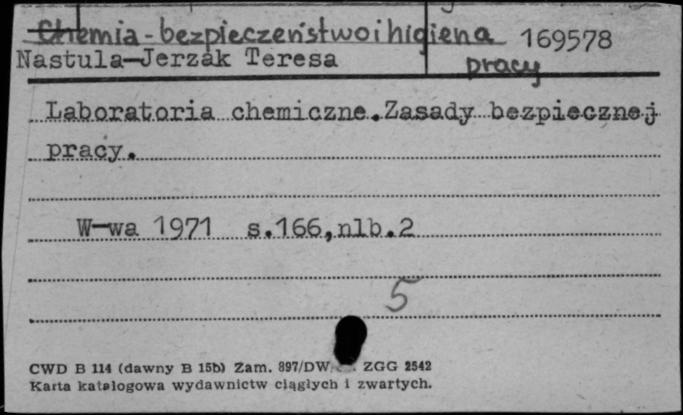 Chemia - bezpieczeństwo i higiena 169578
pracy
Nastula-Jerzak Teresa
Laboratoria chemiczne.Zasady bezpiecznej
pracy.
W-wa 1971 s.166,nlb.2
5
CWD B 114 (dawny B 15b) Zam. 897/DW ZGG 2542
Karta katalogowa wydawnictw ciągłych i zwartych.